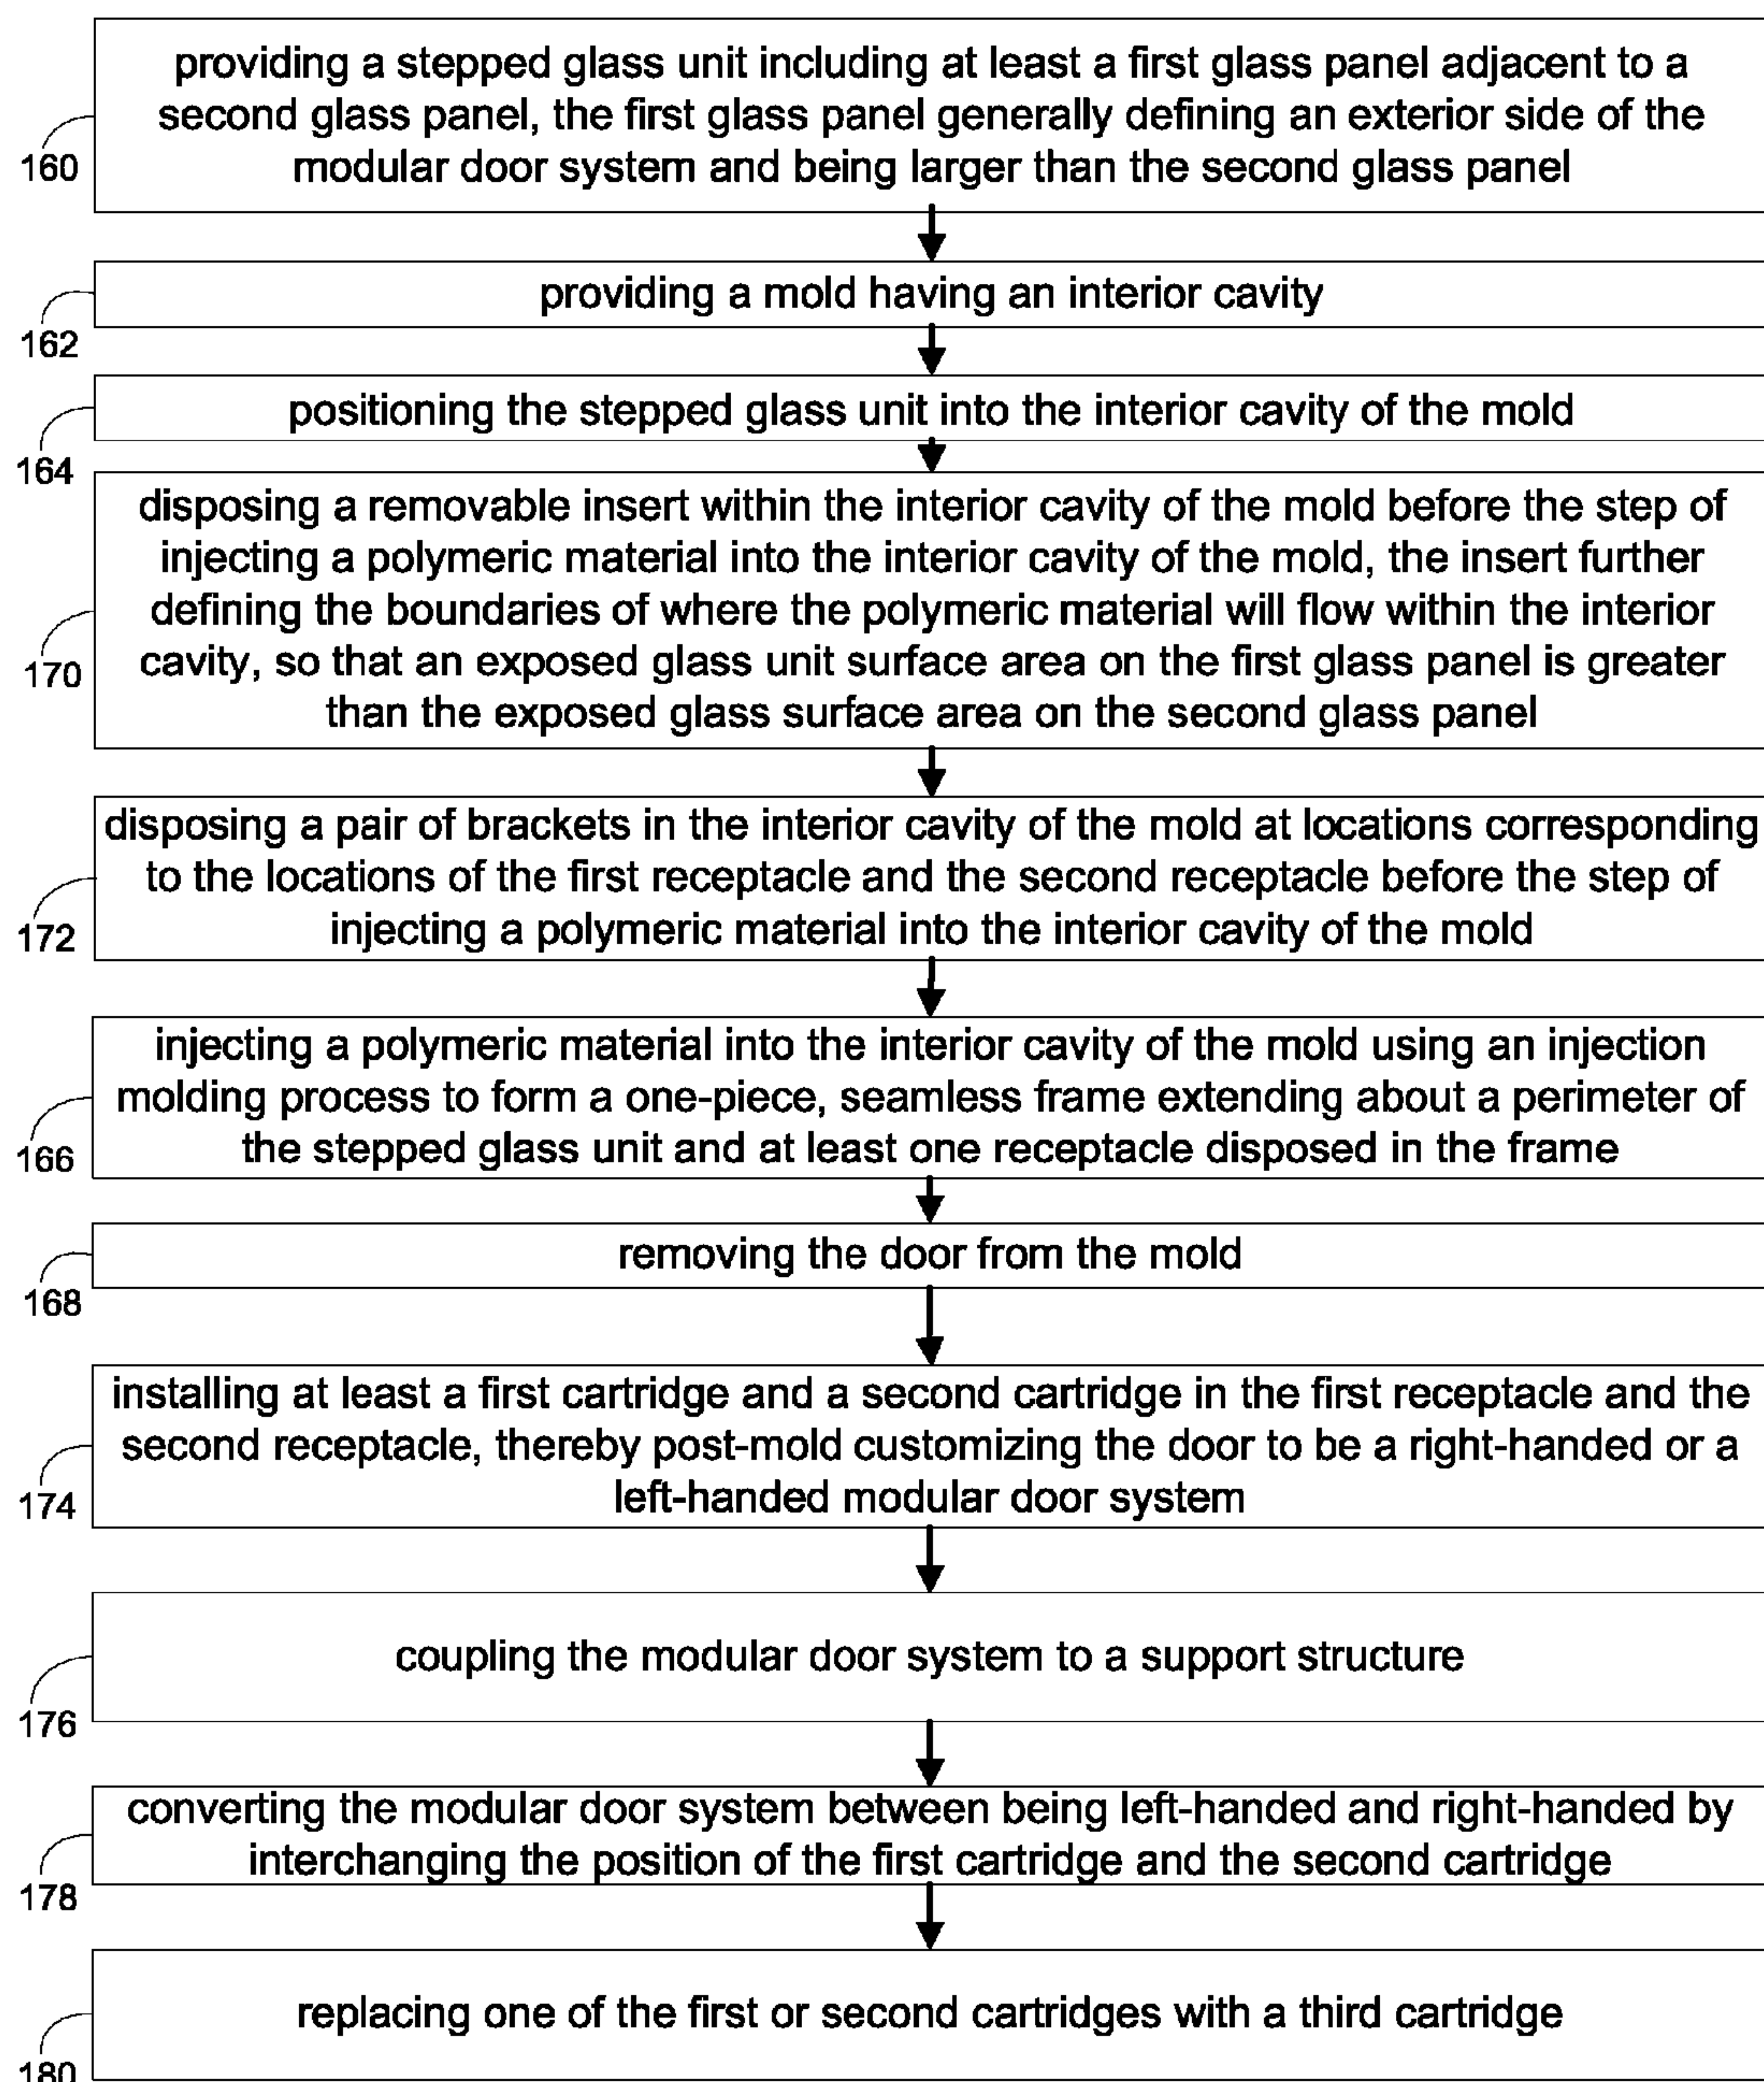 providing a stepped glass unit including at least a first glass panel adjacent to a
second glass panel, the first glass panel generally defining an exterior side of the
modular door system and being larger than the second glass panel
160
providing a mold having an interior cavity
162
positioning the stepped glass unit into the interior cavity of the mold
164
disposing a removable insert within the interior cavity of the mold before the step of
injecting a polymeric material into the interior cavity of the mold, the insert further
defining the boundaries of where the polymeric material will flow within the interior
cavity, so that an exposed glass unit surface area on the first glass panel is greater
than the exposed glass surface area on the second glass panel
170
disposing a pair of brackets in the interior cavity of the mold at locations corresponding
to the locations of the first receptacle and the second receptacle before the step of
injecting a polymeric material into the interior cavity of the mold
172
injecting a polymeric material into the interior cavity of the mold using an injection
molding process to form a one-piece, seamless frame extending about a perimeter of
the stepped glass unit and at least one receptacle disposed in the frame
166
removing the door from the mold
168
installing at least a first cartridge and a second cartridge in the first receptacle and the
second receptacle, thereby post-mold customizing the door to be a right-handed or a
left-handed modular door system
174
coupling the modular door system to a support structure
176
converting the modular door system between being left-handed and right-handed by
interchanging the position of the first cartridge and the second cartridge
178
replacing one of the first or second cartridges with a third cartridge
180